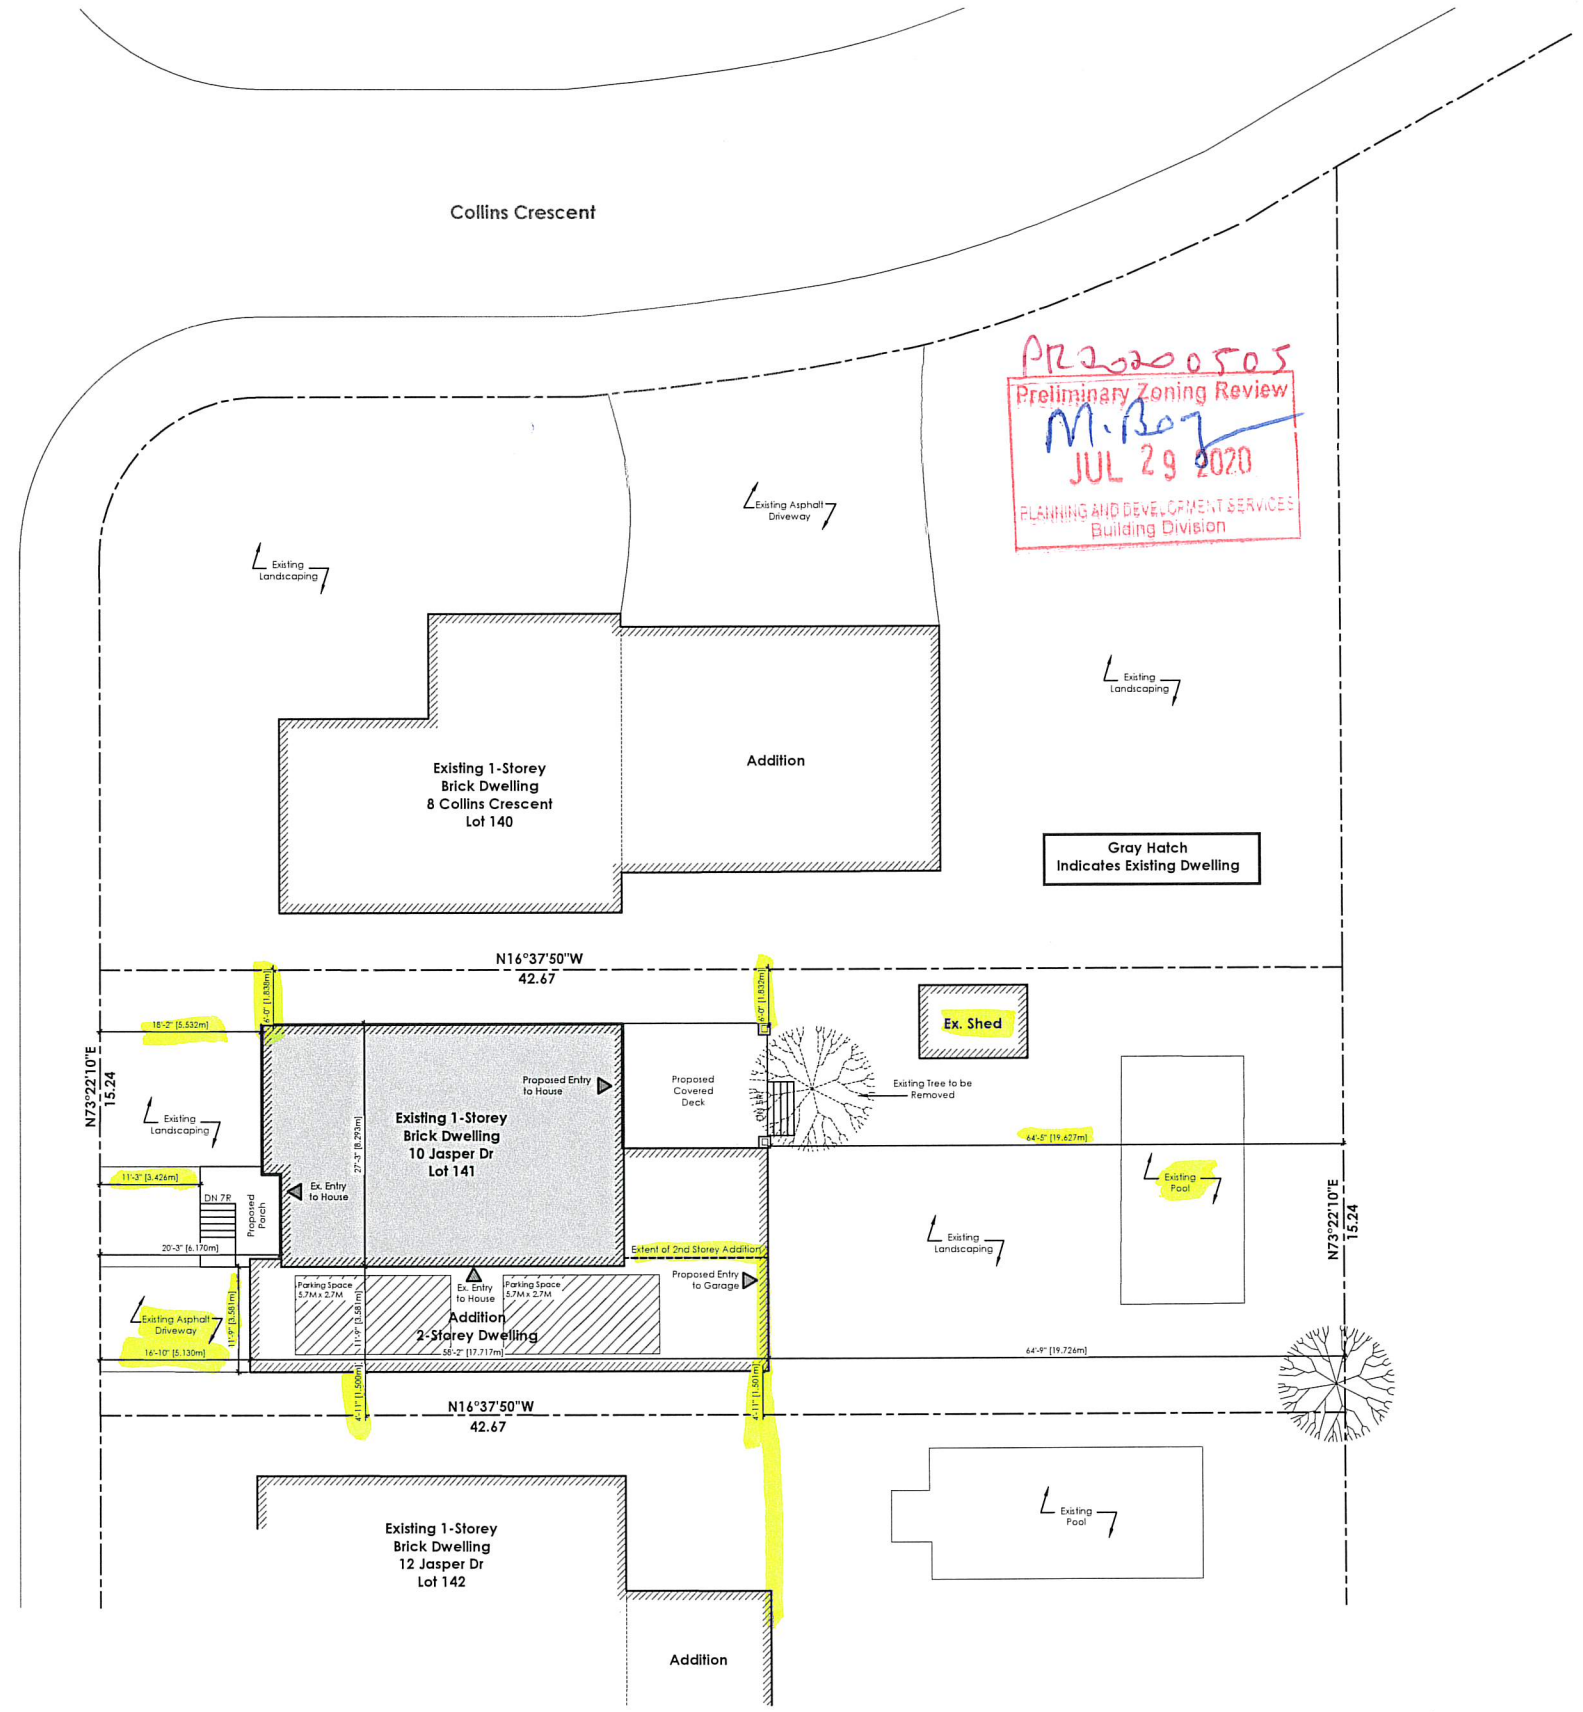 Collins Crescent
PR20200505
Preliminary Zoning Review
JUL 29 2020
PLANNING AND DEVELOPMENT SERVICES
Building Division
Existing Asphalt
Driveway
Existing
Landscaping
Existing
Landscaping
Existing 1-Storey
Brick Dwelling
8 Collins Crescent
Lot 140
Addition
Gray Hatch
Indicates Existing Dwelling
N16°37'50"W
42.67
6'-0" [1.838m]
6'-0" [1.832m]
18'-2" [5.532m]
Ex. Shed
N73°22'10"E
15.24
Existing
Landscaping
Proposed Entry
to House
Proposed
Covered
Deck
Existing Tree to be
Removed
Existing 1-Storey
Brick Dwelling
10 Jasper Dr
Lot 141
27'-3" [8.293m]
64'-5" [19.627m]
11'-3" [3.426m]
DN 7R
Proposed
Porch
Ex. Entry
to House
Existing
Pool
N73°22'10"E
15.24
20'-3" [6.170m]
Extent of 2nd Storey Addition
Existing
Landscaping
Proposed Entry
to Garage
Parking Space
5.7M x 2.7M
Ex. Entry
to House
Parking Space
5.7M x 2.7M
Existing Asphalt
Driveway
11'-9" [3.581m]
11'-9" [3.581m]
Addition
2-Storey Dwelling
16'-10" [5.130m]
58'-2" [17.717m]
64'-9" [19.726m]
4'-11" [1.500m]
4'-11" [1.501m]
N16°37'50"W
42.67
Existing 1-Storey
Brick Dwelling
12 Jasper Dr
Lot 142
Existing
Pool
Addition